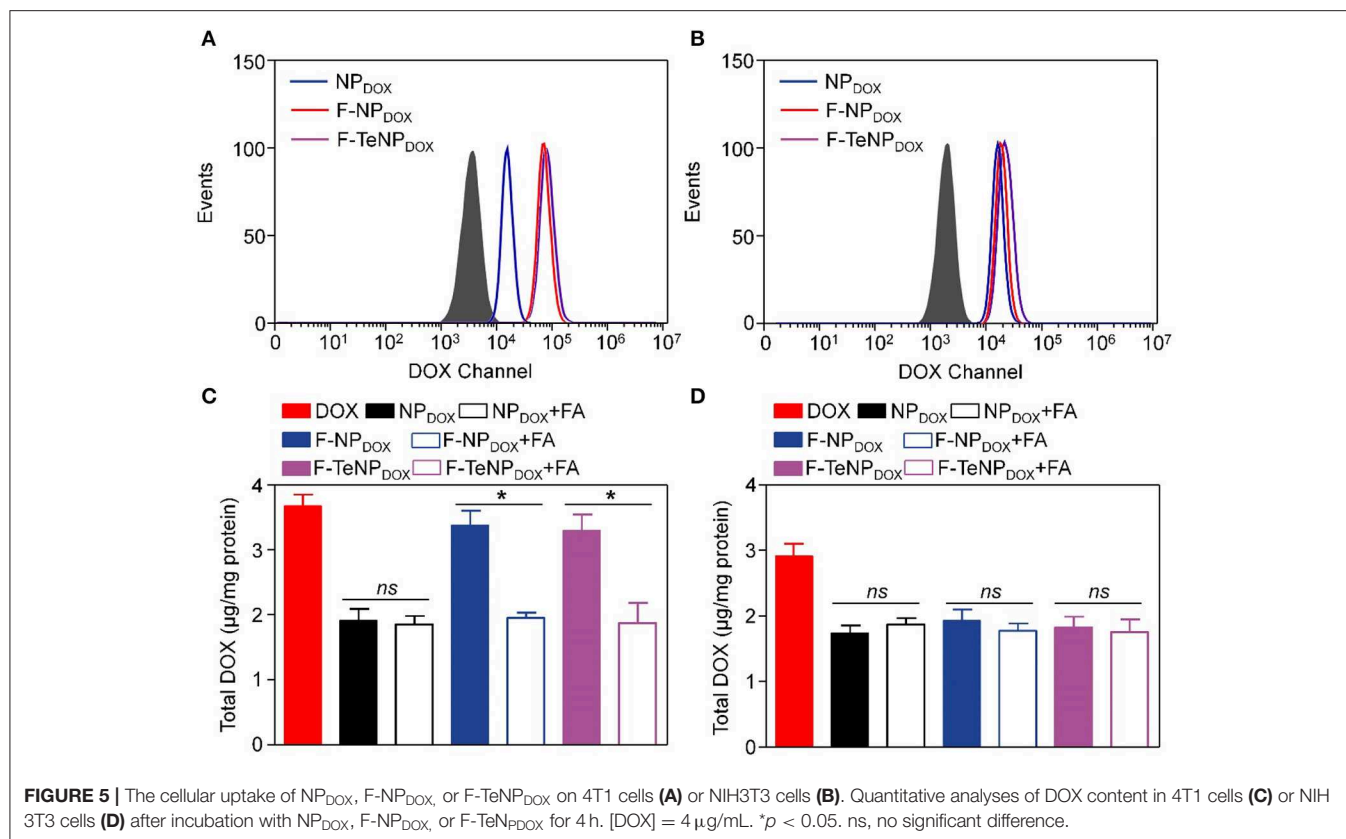 A
150
100
50
0
Events
NPDOX
F-NPDOX
F-TeNPDOX
0 10¹ 10² 10³ 10⁴ 10⁵ 10⁶ 10⁷
DOX Channel
B
150
100
50
0
Events
NPDOX
F-NPDOX
F-TeNPDOX
0 10¹ 10² 10³ 10⁴ 10⁵ 10⁶ 10⁷
DOX Channel
C
DOX NPDOX NPDOX+FA
F-NPDOX F-NPDOX+FA
F-TeNPDOX F-TeNPDOX+FA
4
3
2
1
0
Total DOX (µg/mg protein)
ns
*
*
D
DOX NPDOX NPDOX+FA
F-NPDOX F-NPDOX+FA
F-TeNPDOX F-TeNPDOX+FA
4
3
2
1
0
Total DOX (µg/mg protein)
ns
ns
ns
FIGURE 5 | The cellular uptake of NPDOX, F-NPDOX, or F-TeNPDOX on 4T1 cells (A) or NIH3T3 cells (B). Quantitative analyses of DOX content in 4T1 cells (C) or NIH
3T3 cells (D) after incubation with NPDOX, F-NPDOX, or F-TeNPDOX for 4 h. [DOX] = 4 µg/mL. *p < 0.05. ns, no significant difference.